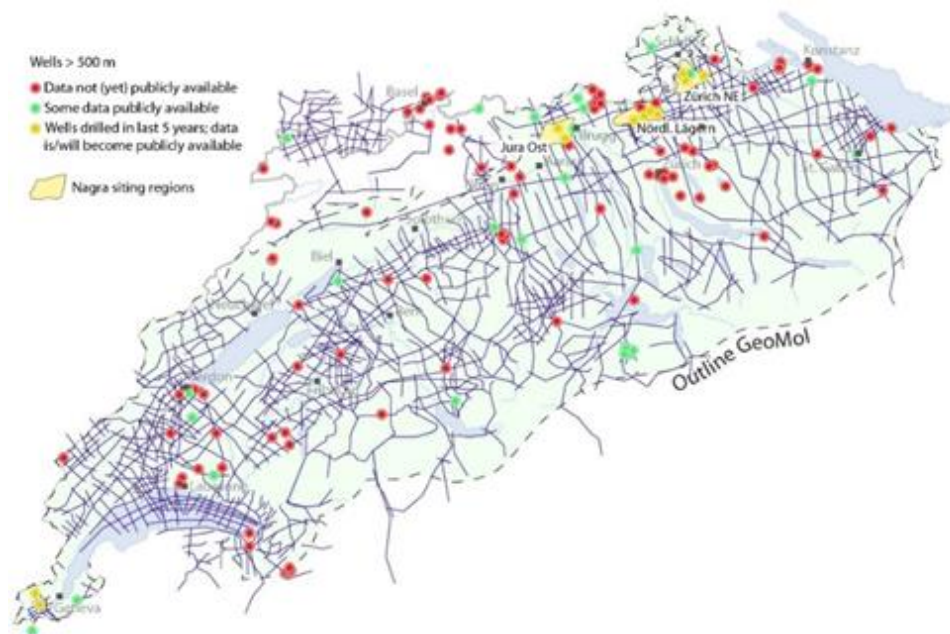 Wells > 500 m
Data not (yet) publicly available
Some data publicly available
Wells drilled in last 5 years; data
is/will become publicly available
Nagra siting regions
Konstanz
Basel
Zürich NE
Nördl. Lägern
Jura Ost
Brugg
Biel
Bern
Outline GeoMol
Lausanne
Geneva